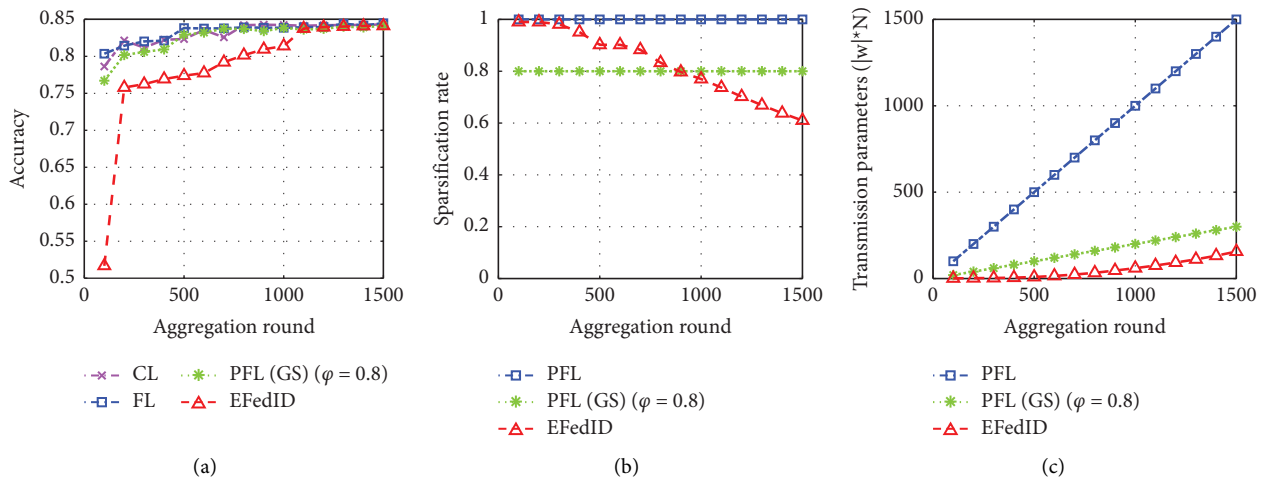 0.85
0.8
0.75
0.7
0.65
0.6
0.55
0.5
Accuracy
0 500 1000 1500
Aggregation round
CL
FL
PFL (GS) (φ = 0.8)
EFedID
(a)
1
0.8
0.6
0.4
0.2
0
Sparsification rate
0 500 1000 1500
Aggregation round
PFL
PFL (GS) (φ = 0.8)
EFedID
(b)
1500
1000
500
0
Transmission parameters (|w|*N)
0 500 1000 1500
Aggregation round
PFL
PFL (GS) (φ = 0.8)
EFedID
(c)